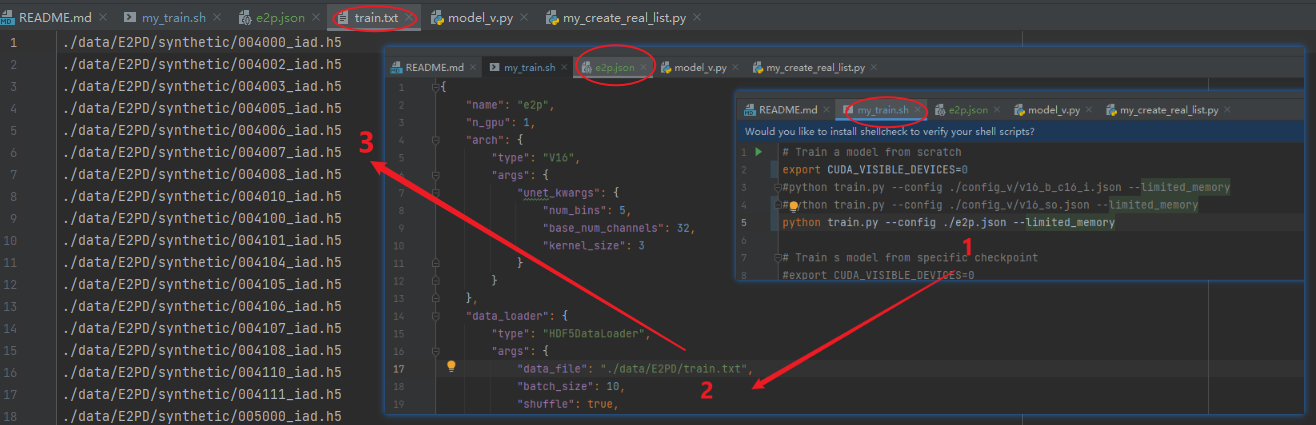 README.md my_train.sh e2p.json train.txt model_v.py my_create_real_list.py
1 ./data/E2PD/synthetic/004000_iad.h5
2 ./data/E2PD/synthetic/004002_iad.h5
3 ./data/E2PD/synthetic/004003_iad.h5
4 ./data/E2PD/synthetic/004005_iad.h5
5 ./data/E2PD/synthetic/004006_iad.h5
6 ./data/E2PD/synthetic/004007_iad.h5
7 ./data/E2PD/synthetic/004008_iad.h5
8 ./data/E2PD/synthetic/004010_iad.h5
9 ./data/E2PD/synthetic/004100_iad.h5
10 ./data/E2PD/synthetic/004101_iad.h5
11 ./data/E2PD/synthetic/004104_iad.h5
12 ./data/E2PD/synthetic/004105_iad.h5
13 ./data/E2PD/synthetic/004106_iad.h5
14 ./data/E2PD/synthetic/004107_iad.h5
15 ./data/E2PD/synthetic/004108_iad.h5
16 ./data/E2PD/synthetic/004110_iad.h5
17 ./data/E2PD/synthetic/004111_iad.h5
18 ./data/E2PD/synthetic/005000_iad.h5
3
README.md my_train.sh e2p.json model_v.py my_create_real_list.py
1 {
2 "name": "e2p",
3 "n_gpu": 1,
4 "arch": {
5 "type": "V16",
6 "args": {
7 "unet_kwargs": {
8 "num_bins": 5,
9 "base_num_channels": 32,
10 "kernel_size": 3
11 }
12 }
13 },
14 "data_loader": {
15 "type": "HDF5DataLoader",
16 "args": {
17 "data_file": "./data/E2PD/train.txt",
18 "batch_size": 10,
19 "shuffle": true,
2
README.md my_train.sh e2p.json model_v.py my_create_real_list.py
Would you like to install shellcheck to verify your shell scripts?
1 # Train a model from scratch
2 export CUDA_VISIBLE_DEVICES=0
3 #python train.py --config ./config_v/v16_b_c16_i.json --limited_memory
4 #python train.py --config ./config_v/v16_so.json --limited_memory
5 python train.py --config ./e2p.json --limited_memory
6
7 # Train s model from specific checkpoint
8 #export CUDA_VISIBLE_DEVICES=0
1